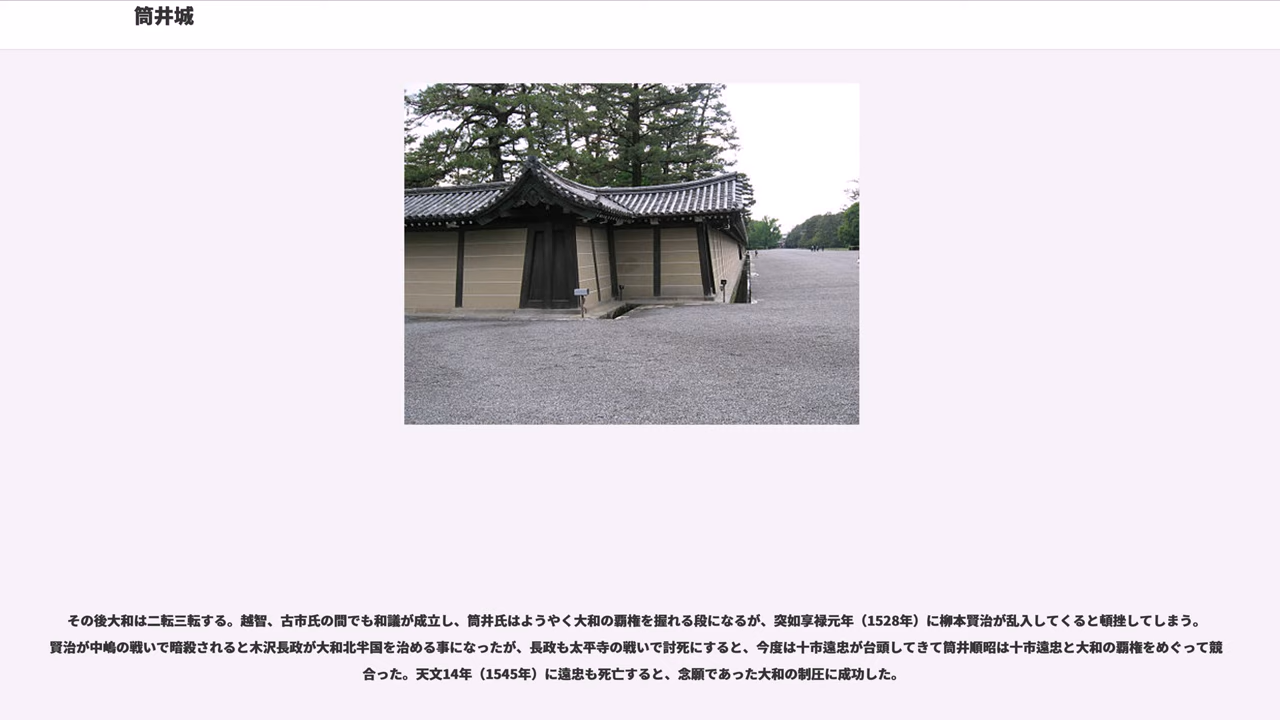 筒井城
その後大和は二転三転する。越智、古市氏の間でも和議が成立し、筒井氏はようやく大和の覇権を握れる段になるが、突如享禄元年（1528年）に柳本賢治が乱入してくると頓挫してしまう。
賢治が中嶋の戦いで暗殺されると木沢長政が大和北半国を治める事になったが、長政も太平寺の戦いで討死にすると、今度は十市遠忠が台頭してきて筒井順昭は十市遠忠と大和の覇権をめぐって競
合った。天文14年（1545年）に遠忠も死亡すると、念願であった大和の制圧に成功した。